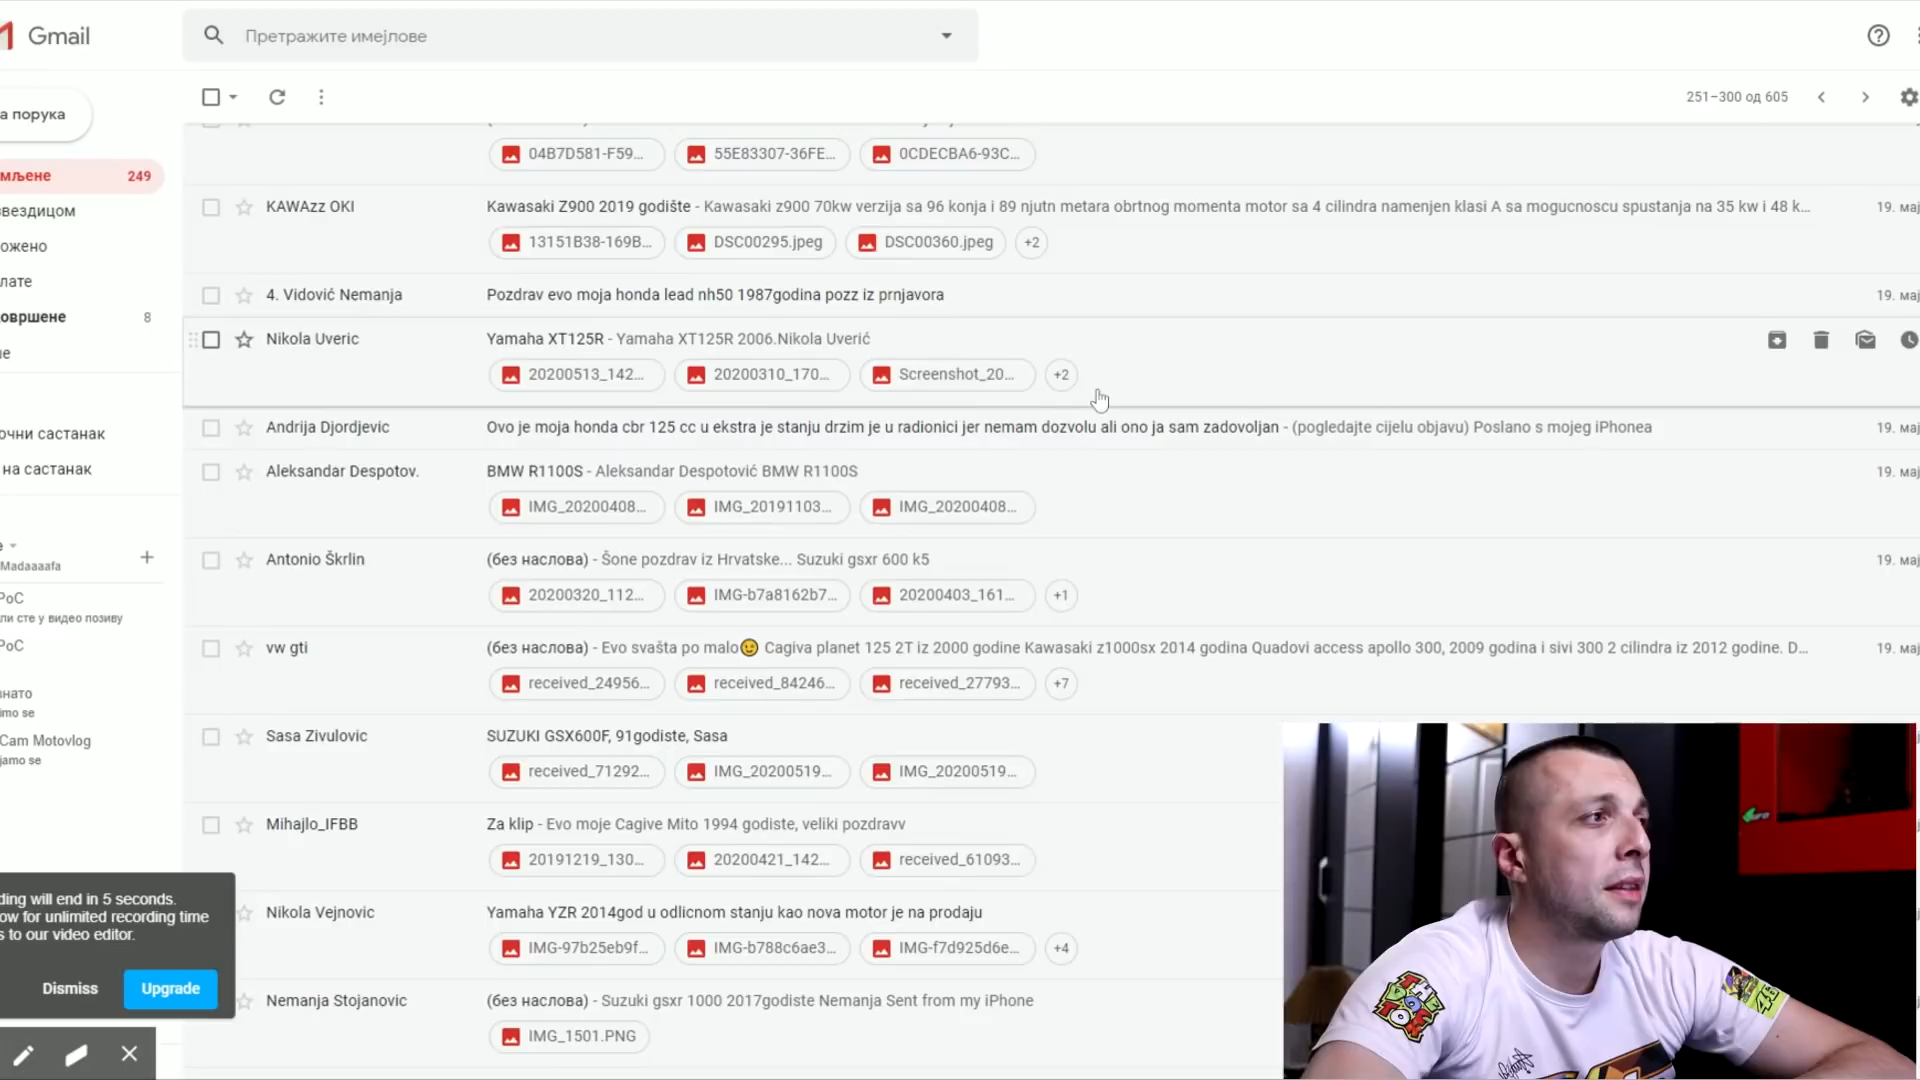 Gmail
Претражите имејлове
а порука
251–300 од 605
мљене 249
04B7D581-F59... 55E83307-36FE... 0CDECBA6-93C...
KAWAzz OKI Kawasaki Z900 2019 godište - Kawasaki z900 70kw verzija sa 96 konja i 89 njutn metara obrtnog momenta motor sa 4 cilindra namenjen klasi A sa mogucnoscu spustanja na 35 kw i 48 k... 19. мај
вездицом
13151B38-169B... DSC00295.jpeg DSC00360.jpeg +2
ожено
лате
4. Vidović Nemanja Pozdrav evo moja honda lead nh50 1987godina pozz iz prnjavora 19. мај
овршене 8
Nikola Uveric Yamaha XT125R - Yamaha XT125R 2006.Nikola Uverić
е
20200513_142... 20200310_170... Screenshot_20... +2
Andrija Djordjevic Ovo je moja honda cbr 125 cc u ekstra je stanju drzim je u radionici jer nemam dozvolu ali ono ja sam zadovoljan - (pogledajte cijelu objavu) Poslano s mojeg iPhonea 19. мај
очни састанак
на састанак
Aleksandar Despotov. BMW R1100S - Aleksandar Despotović BMW R1100S 19. мај
IMG_20200408... IMG_20191103... IMG_20200408...
е
Madaaaafa
Antonio Škrlin (без наслова) - Šone pozdrav iz Hrvatske... Suzuki gsxr 600 k5 19. мај
20200320_112... IMG-b7a8162b7... 20200403_161... +1
РоС
ли сте у видео позиву
РоС
vw gti (без наслова) - Evo svašta po malo😉 Cagiva planet 125 2T iz 2000 godine Kawasaki z1000sx 2014 godina Quadovi access apollo 300, 2009 godina i sivi 300 2 cilindra iz 2012 godine. D... 19. мај
received_24956... received_84246... received_27793... +7
нато
imo se
Cam Motovlog
jamo se
Sasa Zivulovic SUZUKI GSX600F, 91godiste, Sasa
received_71292... IMG_20200519... IMG_20200519...
Mihajlo_IFBB Za klip - Evo moje Cagive Mito 1994 godiste, veliki pozdravv
20191219_130... 20200421_142... received_61093...
ding will end in 5 seconds.
ow for unlimited recording time
s to our video editor.
Dismiss Upgrade
Nikola Vejnovic Yamaha YZR 2014god u odlicnom stanju kao nova motor je na prodaju
IMG-97b25eb9f... IMG-b788c6ae3... IMG-f7d925d6e... +4
Nemanja Stojanovic (без наслова) - Suzuki gsxr 1000 2017godiste Nemanja Sent from my iPhone
IMG_1501.PNG
THE
DOC
TOR
46